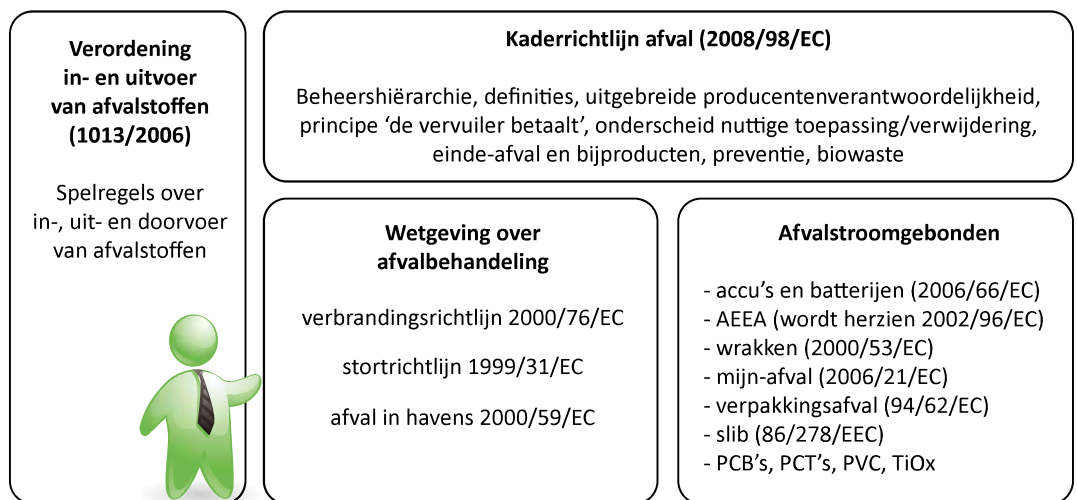 Verordening
in- en uitvoer
van afvalstoffen
(1013/2006)
Spelregels over
in-, uit- en doorvoer
van afvalstoffen
Kaderrichtlijn afval (2008/98/EC)
Beheershiërarchie, definities, uitgebreide producentenverantwoordelijkheid,
principe ‘de vervuiler betaalt’, onderscheid nuttige toepassing/verwijdering,
einde-afval en bijproducten, preventie, biowaste
Wetgeving over
afvalbehandeling
verbrandingsrichtlijn 2000/76/EC
stortrichtlijn 1999/31/EC
afval in havens 2000/59/EC
Afvalstroomgebonden
- accu’s en batterijen (2006/66/EC)
- AEEA (wordt herzien 2002/96/EC)
- wrakken (2000/53/EC)
- mijn-afval (2006/21/EC)
- verpakkingsafval (94/62/EC)
- slib (86/278/EEC)
- PCB’s, PCT’s, PVC, TiOx